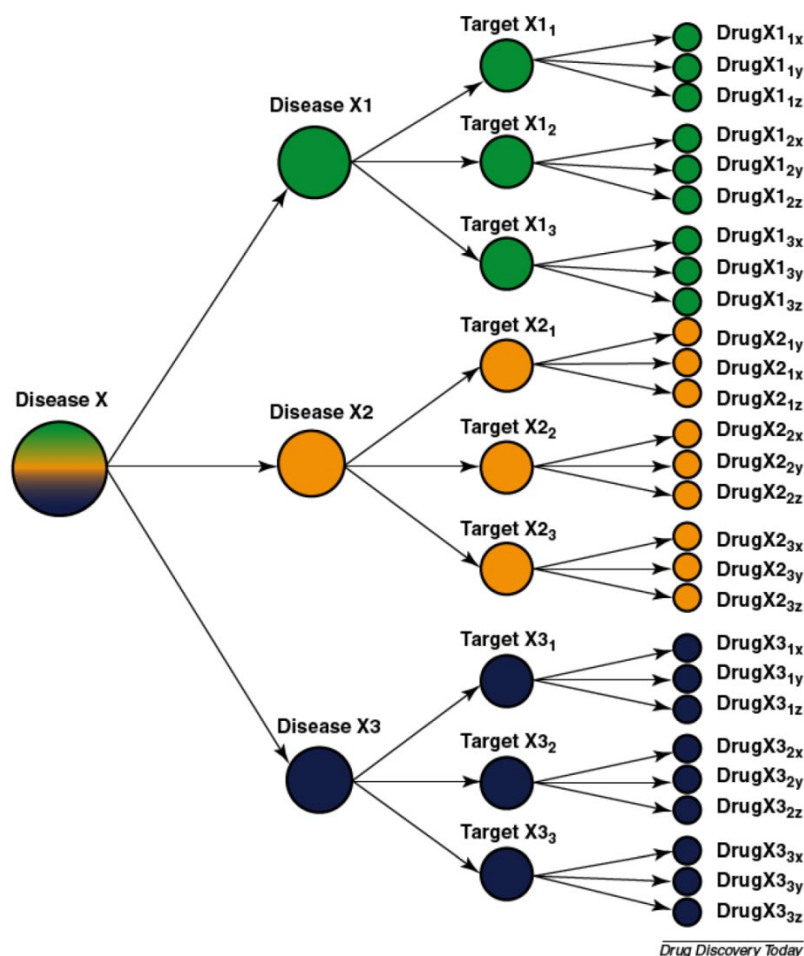 Target X1₁
DrugX1₁ₓ
DrugX1₁y
DrugX1₁z
Disease X1
Target X1₂
DrugX1₂ₓ
DrugX1₂y
DrugX1₂z
Target X1₃
DrugX1₃ₓ
DrugX1₃y
DrugX1₃z
Target X2₁
DrugX2₁y
DrugX2₁ₓ
DrugX2₁z
Disease X
Disease X2
Target X2₂
DrugX2₂ₓ
DrugX2₂y
DrugX2₂z
Target X2₃
DrugX2₃ₓ
DrugX2₃y
DrugX2₃z
Target X3₁
DrugX3₁ₓ
DrugX3₁y
DrugX3₁z
Disease X3
Target X3₂
DrugX3₂ₓ
DrugX3₂y
DrugX3₂z
Target X3₃
DrugX3₃ₓ
DrugX3₃y
DrugX3₃z
Drug Discovery Today